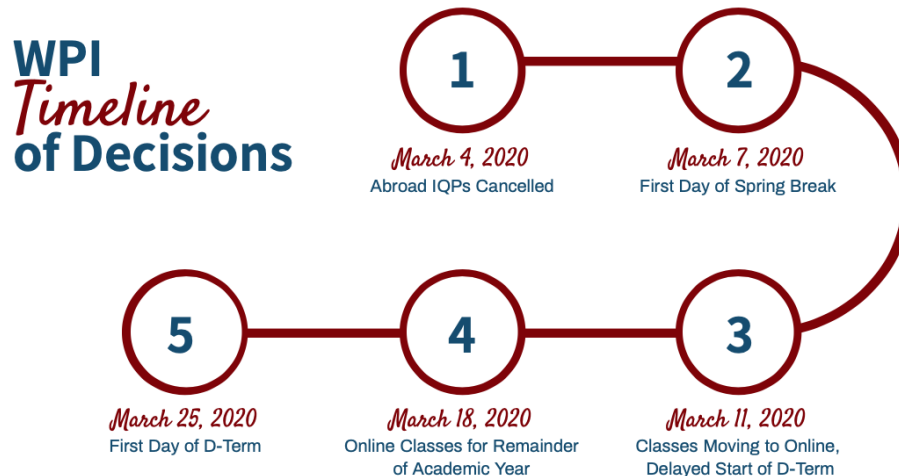 WPI
Timeline
of Decisions
1
March 4, 2020
Abroad IQPs Cancelled
2
March 7, 2020
First Day of Spring Break
3
March 11, 2020
Classes Moving to Online,
Delayed Start of D-Term
4
March 18, 2020
Online Classes for Remainder
of Academic Year
5
March 25, 2020
First Day of D-Term